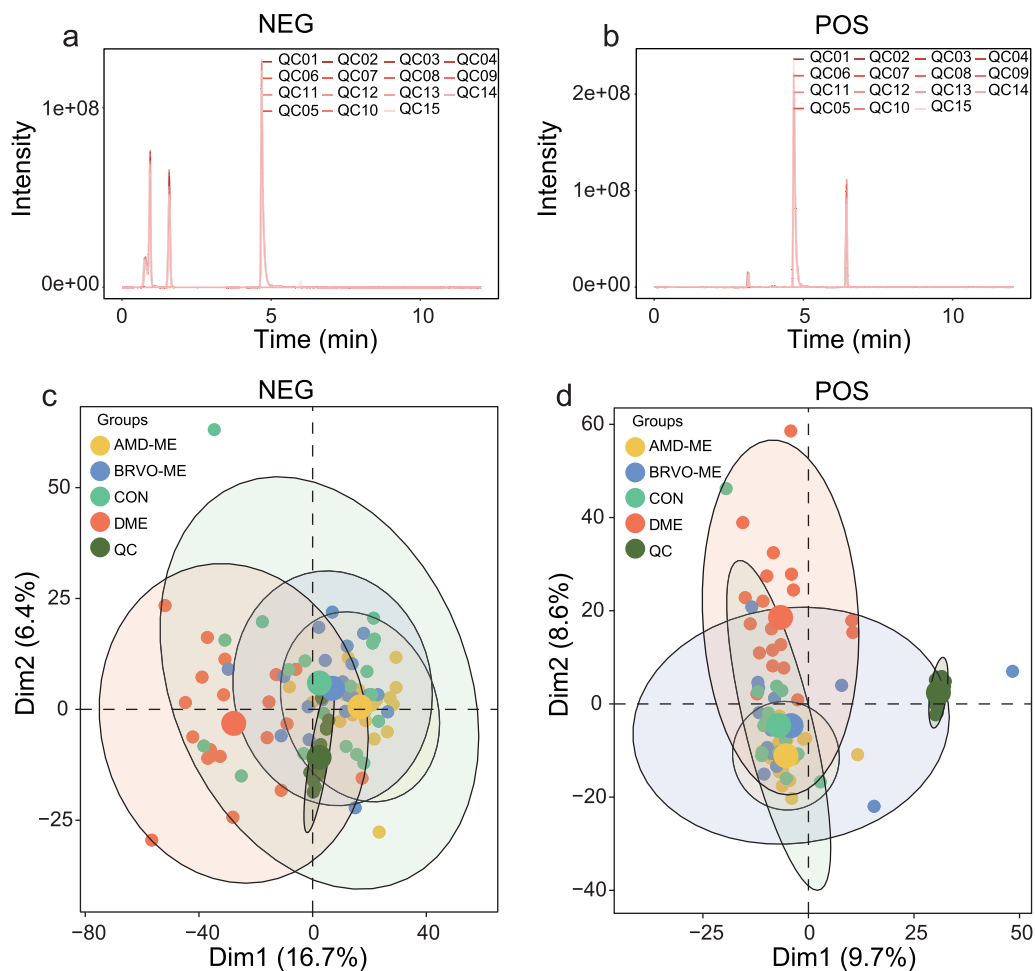 a
NEG
QC01 QC02 QC03 QC04
QC06 QC07 QC08 QC09
QC11 QC12 QC13 QC14
QC05 QC10 QC15
1e+08
0e+00
Intensity
0 5 10
Time (min)
b
POS
QC01 QC02 QC03 QC04
QC06 QC07 QC08 QC09
QC11 QC12 QC13 QC14
QC05 QC10 QC15
2e+08
1e+08
0e+00
Intensity
0 5 10
Time (min)
c
NEG
Groups
AMD-ME
BRVO-ME
CON
DME
QC
50
25
0
−25
Dim2 (6.4%)
−80 −40 0 40
Dim1 (16.7%)
d
POS
Groups
AMD-ME
BRVO-ME
CON
DME
QC
60
40
20
0
−20
−40
Dim2 (8.6%)
−25 0 25 50
Dim1 (9.7%)